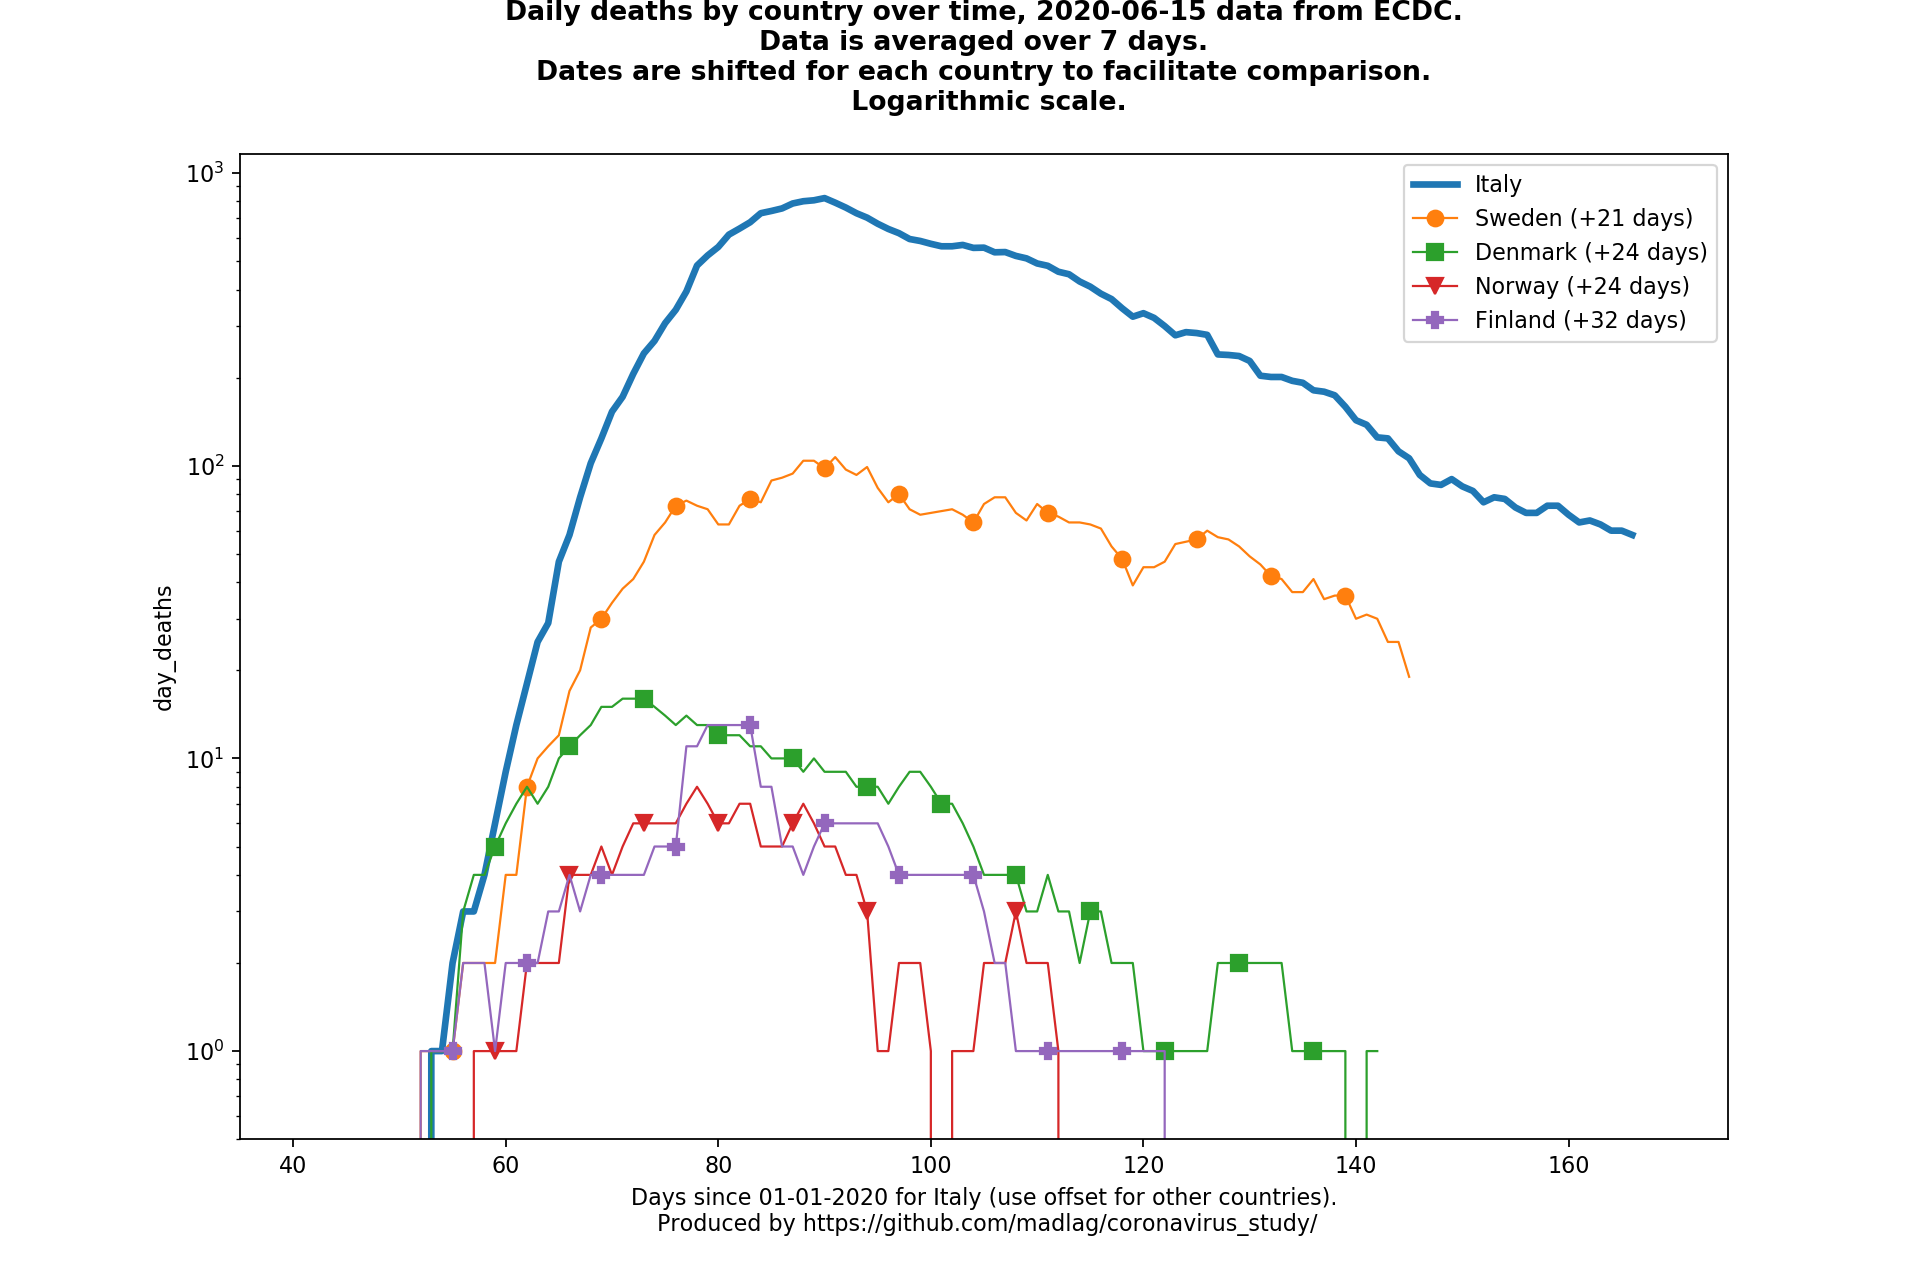 Daily deaths by country over time, 2020-06-15 data from ECDC.
Data is averaged over 7 days.
Dates are shifted for each country to facilitate comparison.
Logarithmic scale.
10³
10²
10¹
10⁰
day_deaths
Italy
Sweden (+21 days)
Denmark (+24 days)
Norway (+24 days)
Finland (+32 days)
40 60 80 100 120 140 160
Days since 01-01-2020 for Italy (use offset for other countries).
Produced by https://github.com/madlag/coronavirus_study/